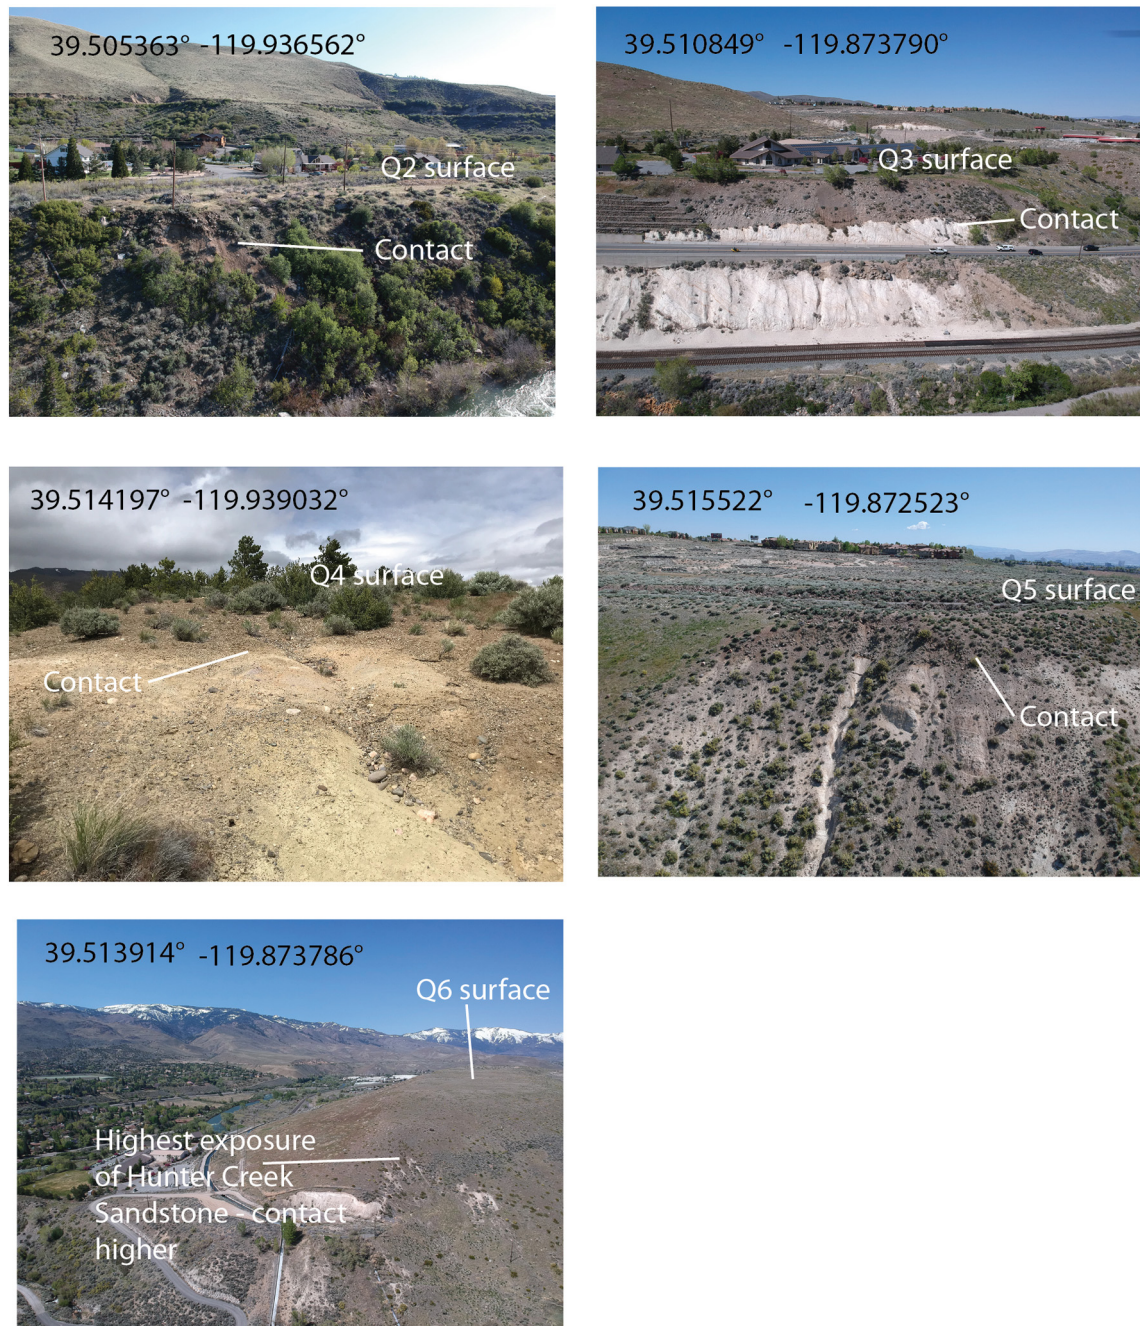 39.505363° -119.936562°
Q2 surface
Contact
39.510849° -119.873790°
Q3 surface
Contact
39.514197° -119.939032°
Q4 surface
Contact
39.515522° -119.872523°
Q5 surface
Contact
39.513914° -119.873786°
Q6 surface
Highest exposure
of Hunter Creek
Sandstone - contact
higher